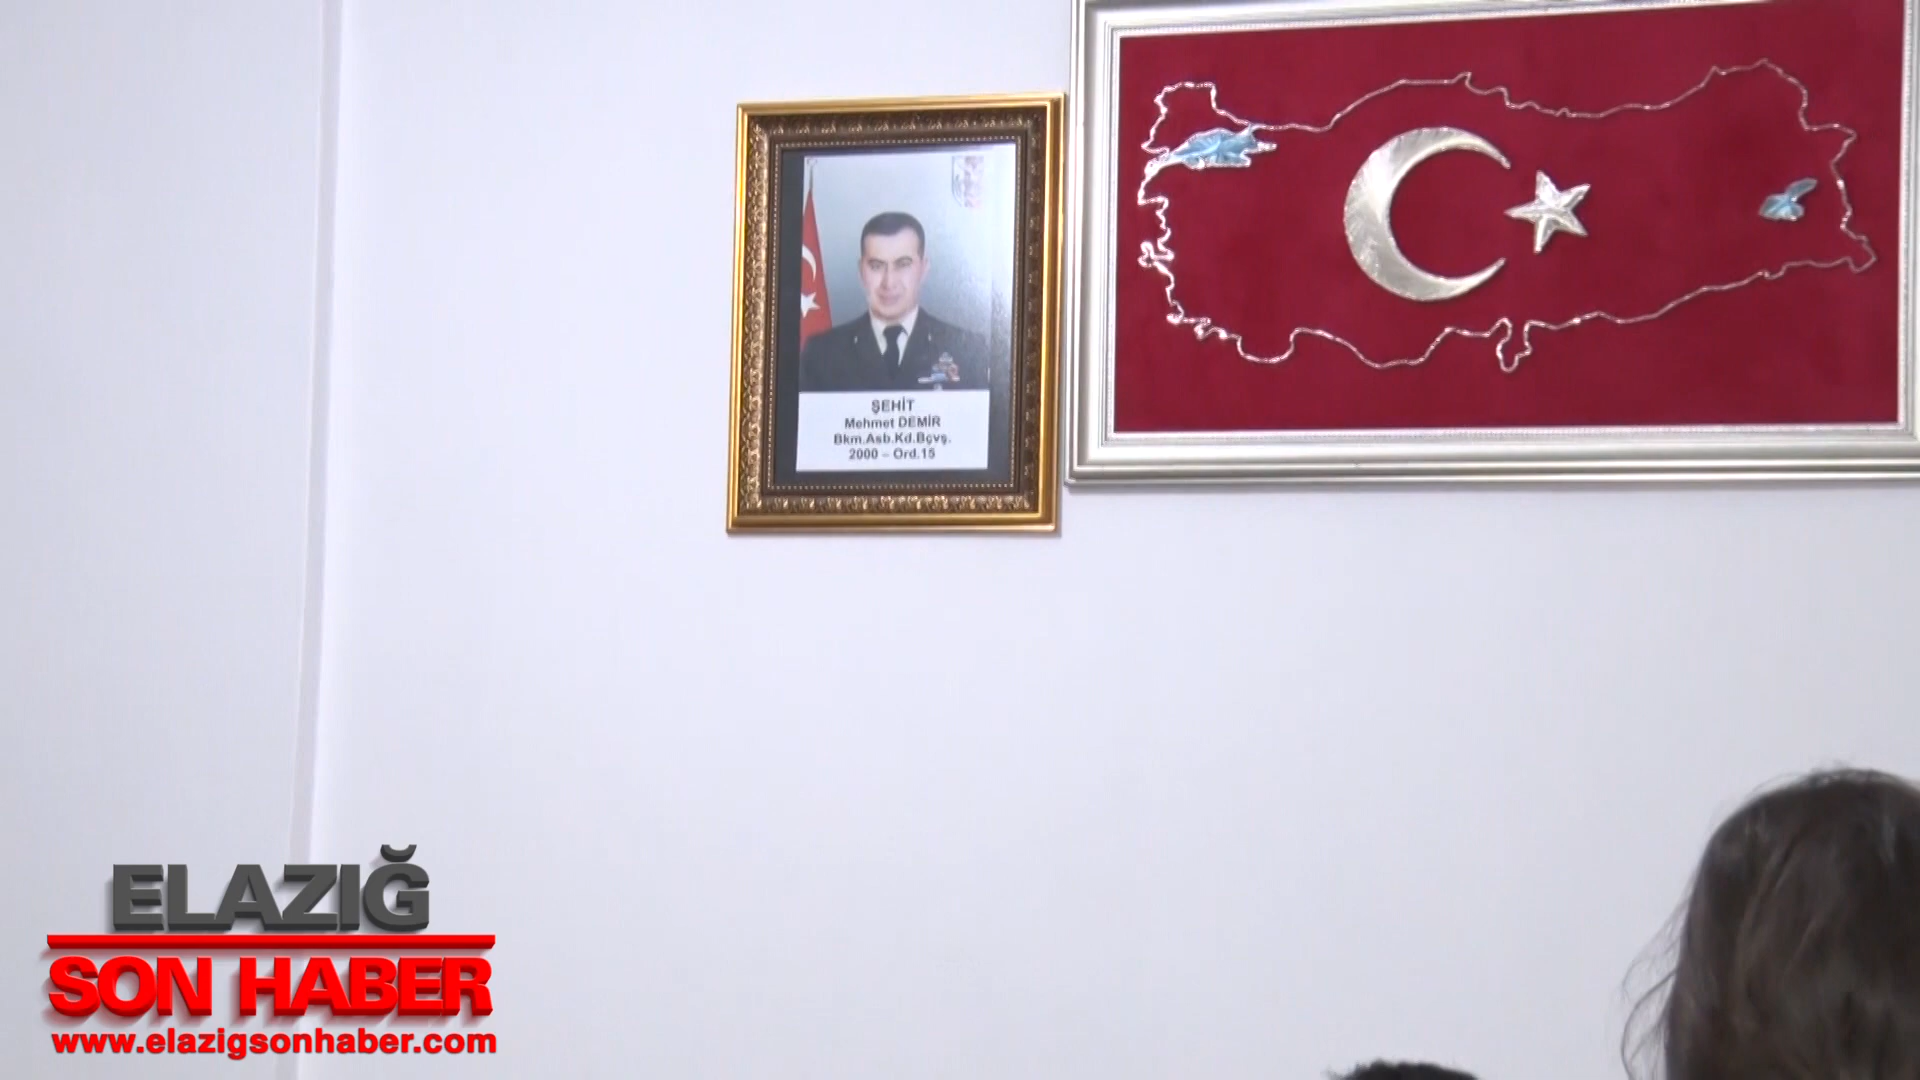 ŞEHİT
Mehmet DEMİR
Bkm.Asb.Kd.Bçvş.
2000 – Ord.15
ELAZIĞ
SON HABER
www.elazigsonhaber.com